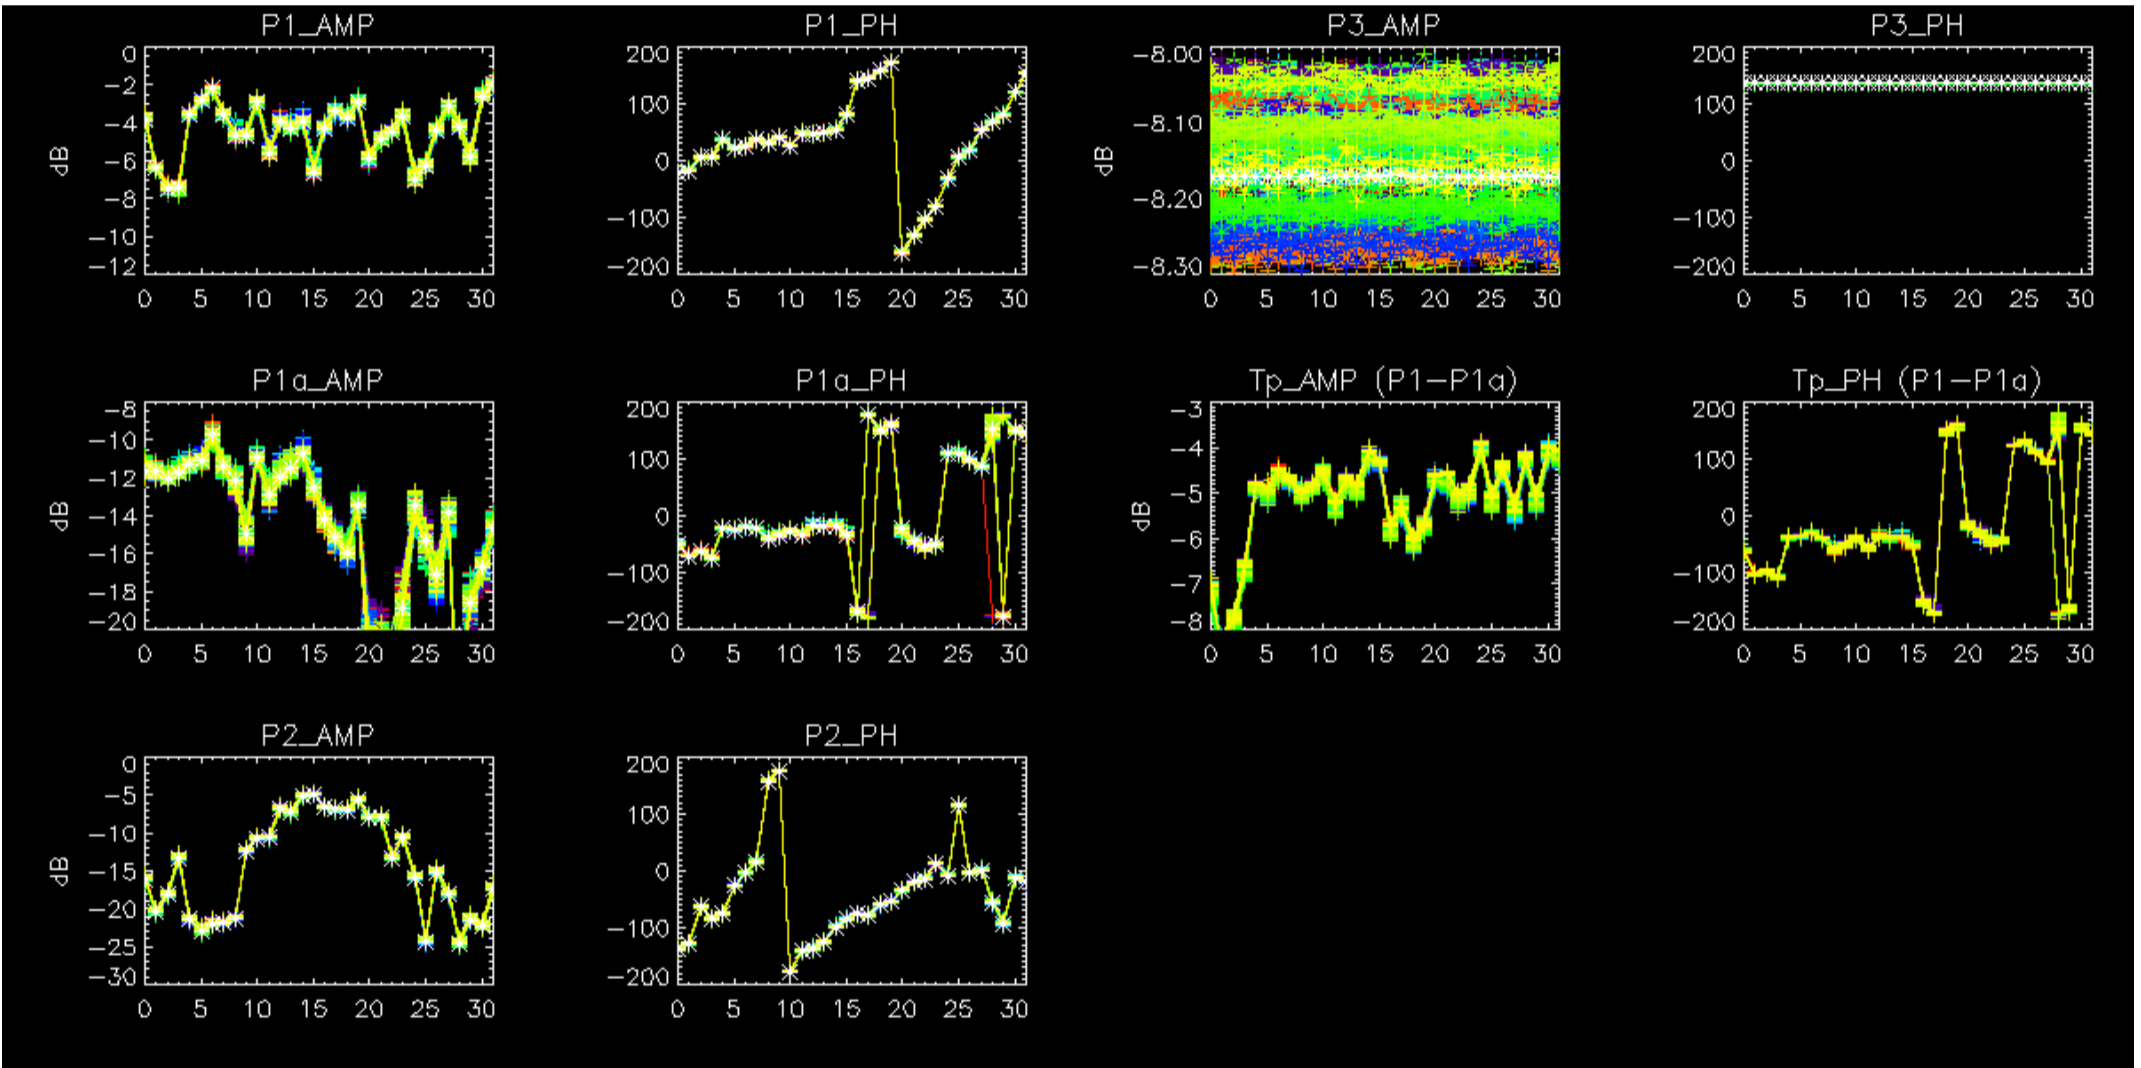 P1_AMP
0
−2
−4
−6
−8
−10
−12
dB
0 5 10 15 20 25 30
P1_PH
200
100
0
−100
−200
0 5 10 15 20 25 30
P3_AMP
−8.00
−8.10
−8.20
−8.30
dB
0 5 10 15 20 25 30
P3_PH
200
100
0
−100
−200
0 5 10 15 20 25 30
P1a_AMP
−8
−10
−12
−14
−16
−18
−20
dB
0 5 10 15 20 25 30
P1a_PH
200
100
0
−100
−200
0 5 10 15 20 25 30
Tp_AMP (P1−P1a)
−3
−4
−5
−6
−7
−8
dB
0 5 10 15 20 25 30
Tp_PH (P1−P1a)
200
100
0
−100
−200
0 5 10 15 20 25 30
P2_AMP
0
−5
−10
−15
−20
−25
−30
dB
0 5 10 15 20 25 30
P2_PH
200
100
0
−100
−200
0 5 10 15 20 25 30